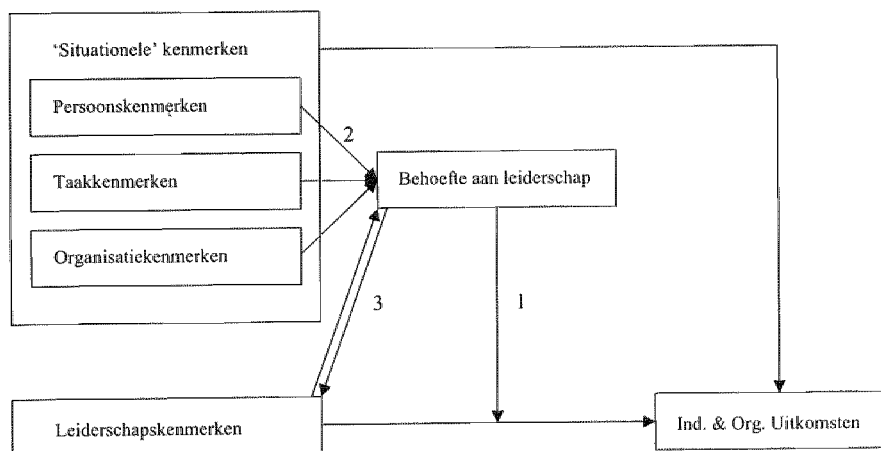 ‘Situationele’ kenmerken
Persoonskenmerken
2
Taakkenmerken
Behoefte aan leiderschap
Organisatiekenmerken
3
1
Leiderschapskenmerken
Ind. & Org. Uitkomsten